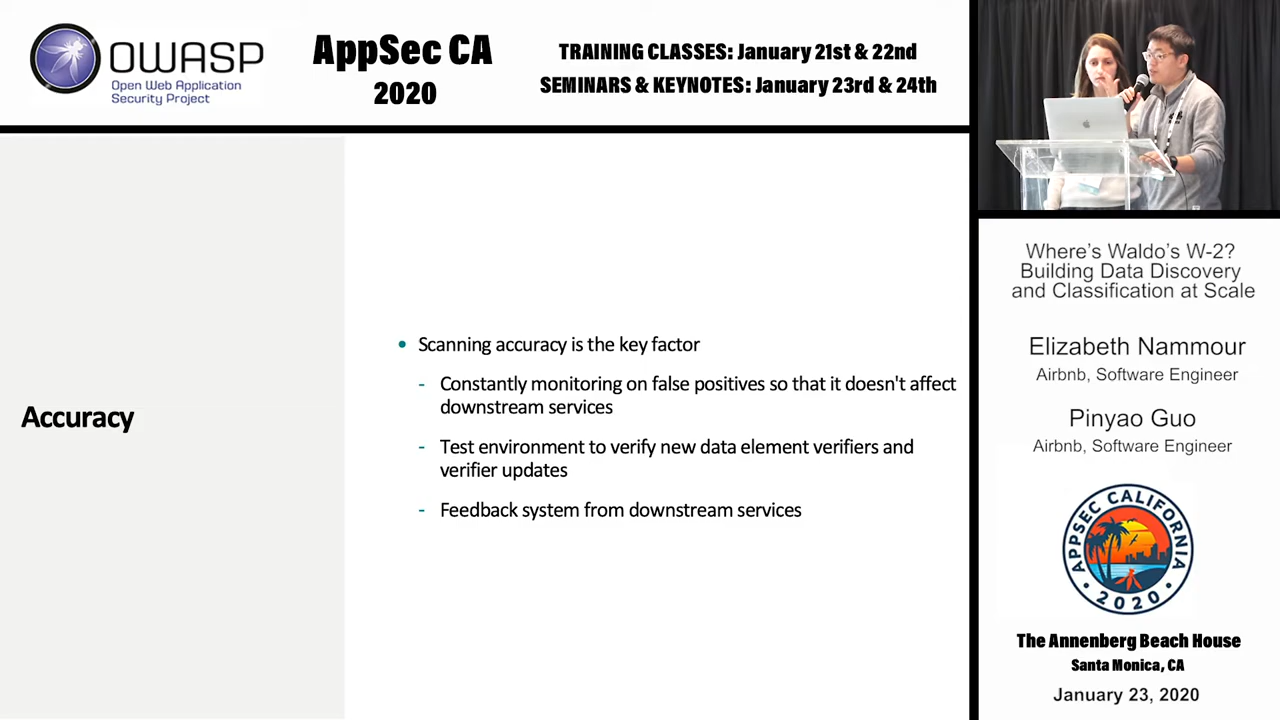 OWASP
Open Web Application
Security Project
AppSec CA
2020
TRAINING CLASSES: January 21st & 22nd
SEMINARS & KEYNOTES: January 23rd & 24th
Accuracy
• Scanning accuracy is the key factor
- Constantly monitoring on false positives so that it doesn't affect
downstream services
- Test environment to verify new data element verifiers and
verifier updates
- Feedback system from downstream services
Where's Waldo's W-2?
Building Data Discovery
and Classification at Scale
Elizabeth Nammour
Airbnb, Software Engineer
Pinyao Guo
Airbnb, Software Engineer
APPSEC CALIFORNIA
• 2020 •
The Annenberg Beach House
Santa Monica, CA
January 23, 2020